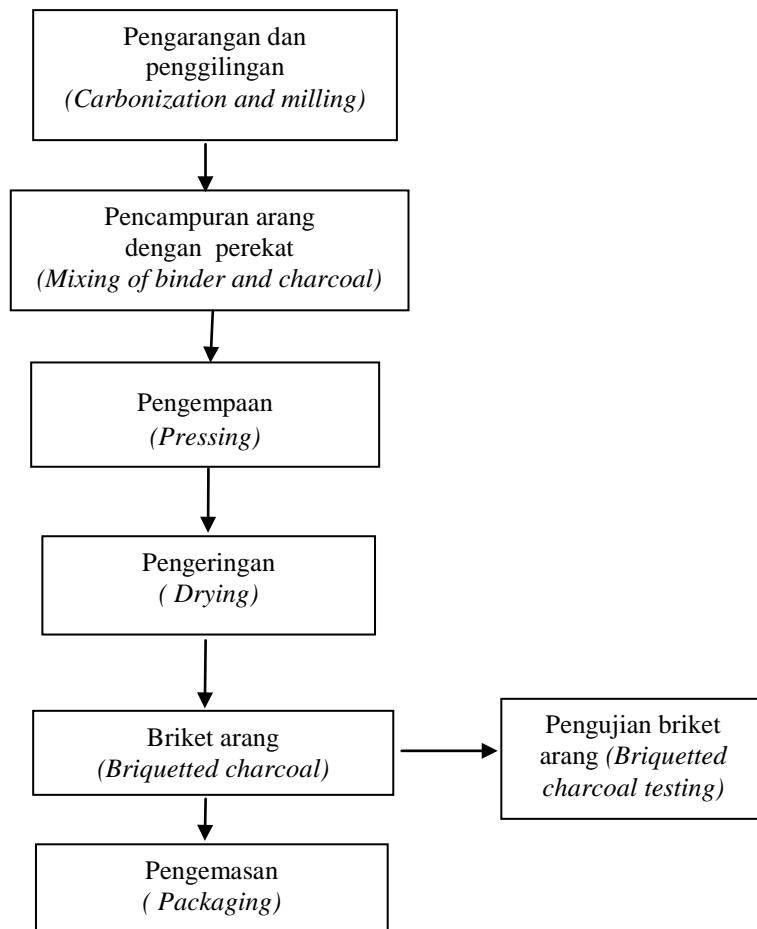 Pengarangan dan
penggilingan
(Carbonization and milling)
Pencampuran arang
dengan perekat
(Mixing of binder and charcoal)
Pengempaan
(Pressing)
Pengeringan
( Drying)
Briket arang
(Briquetted charcoal)
Pengujian briket
arang (Briquetted
charcoal testing)
Pengemasan
( Packaging)